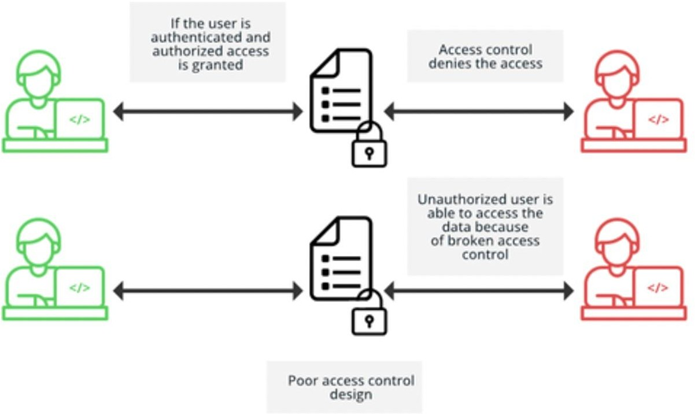 If the user is
authenticated and
authorized access
is granted
Access control
denies the access
</>
</>
Unauthorized user is
able to access the
data because
of broken access
control
</>
</>
Poor access control
design